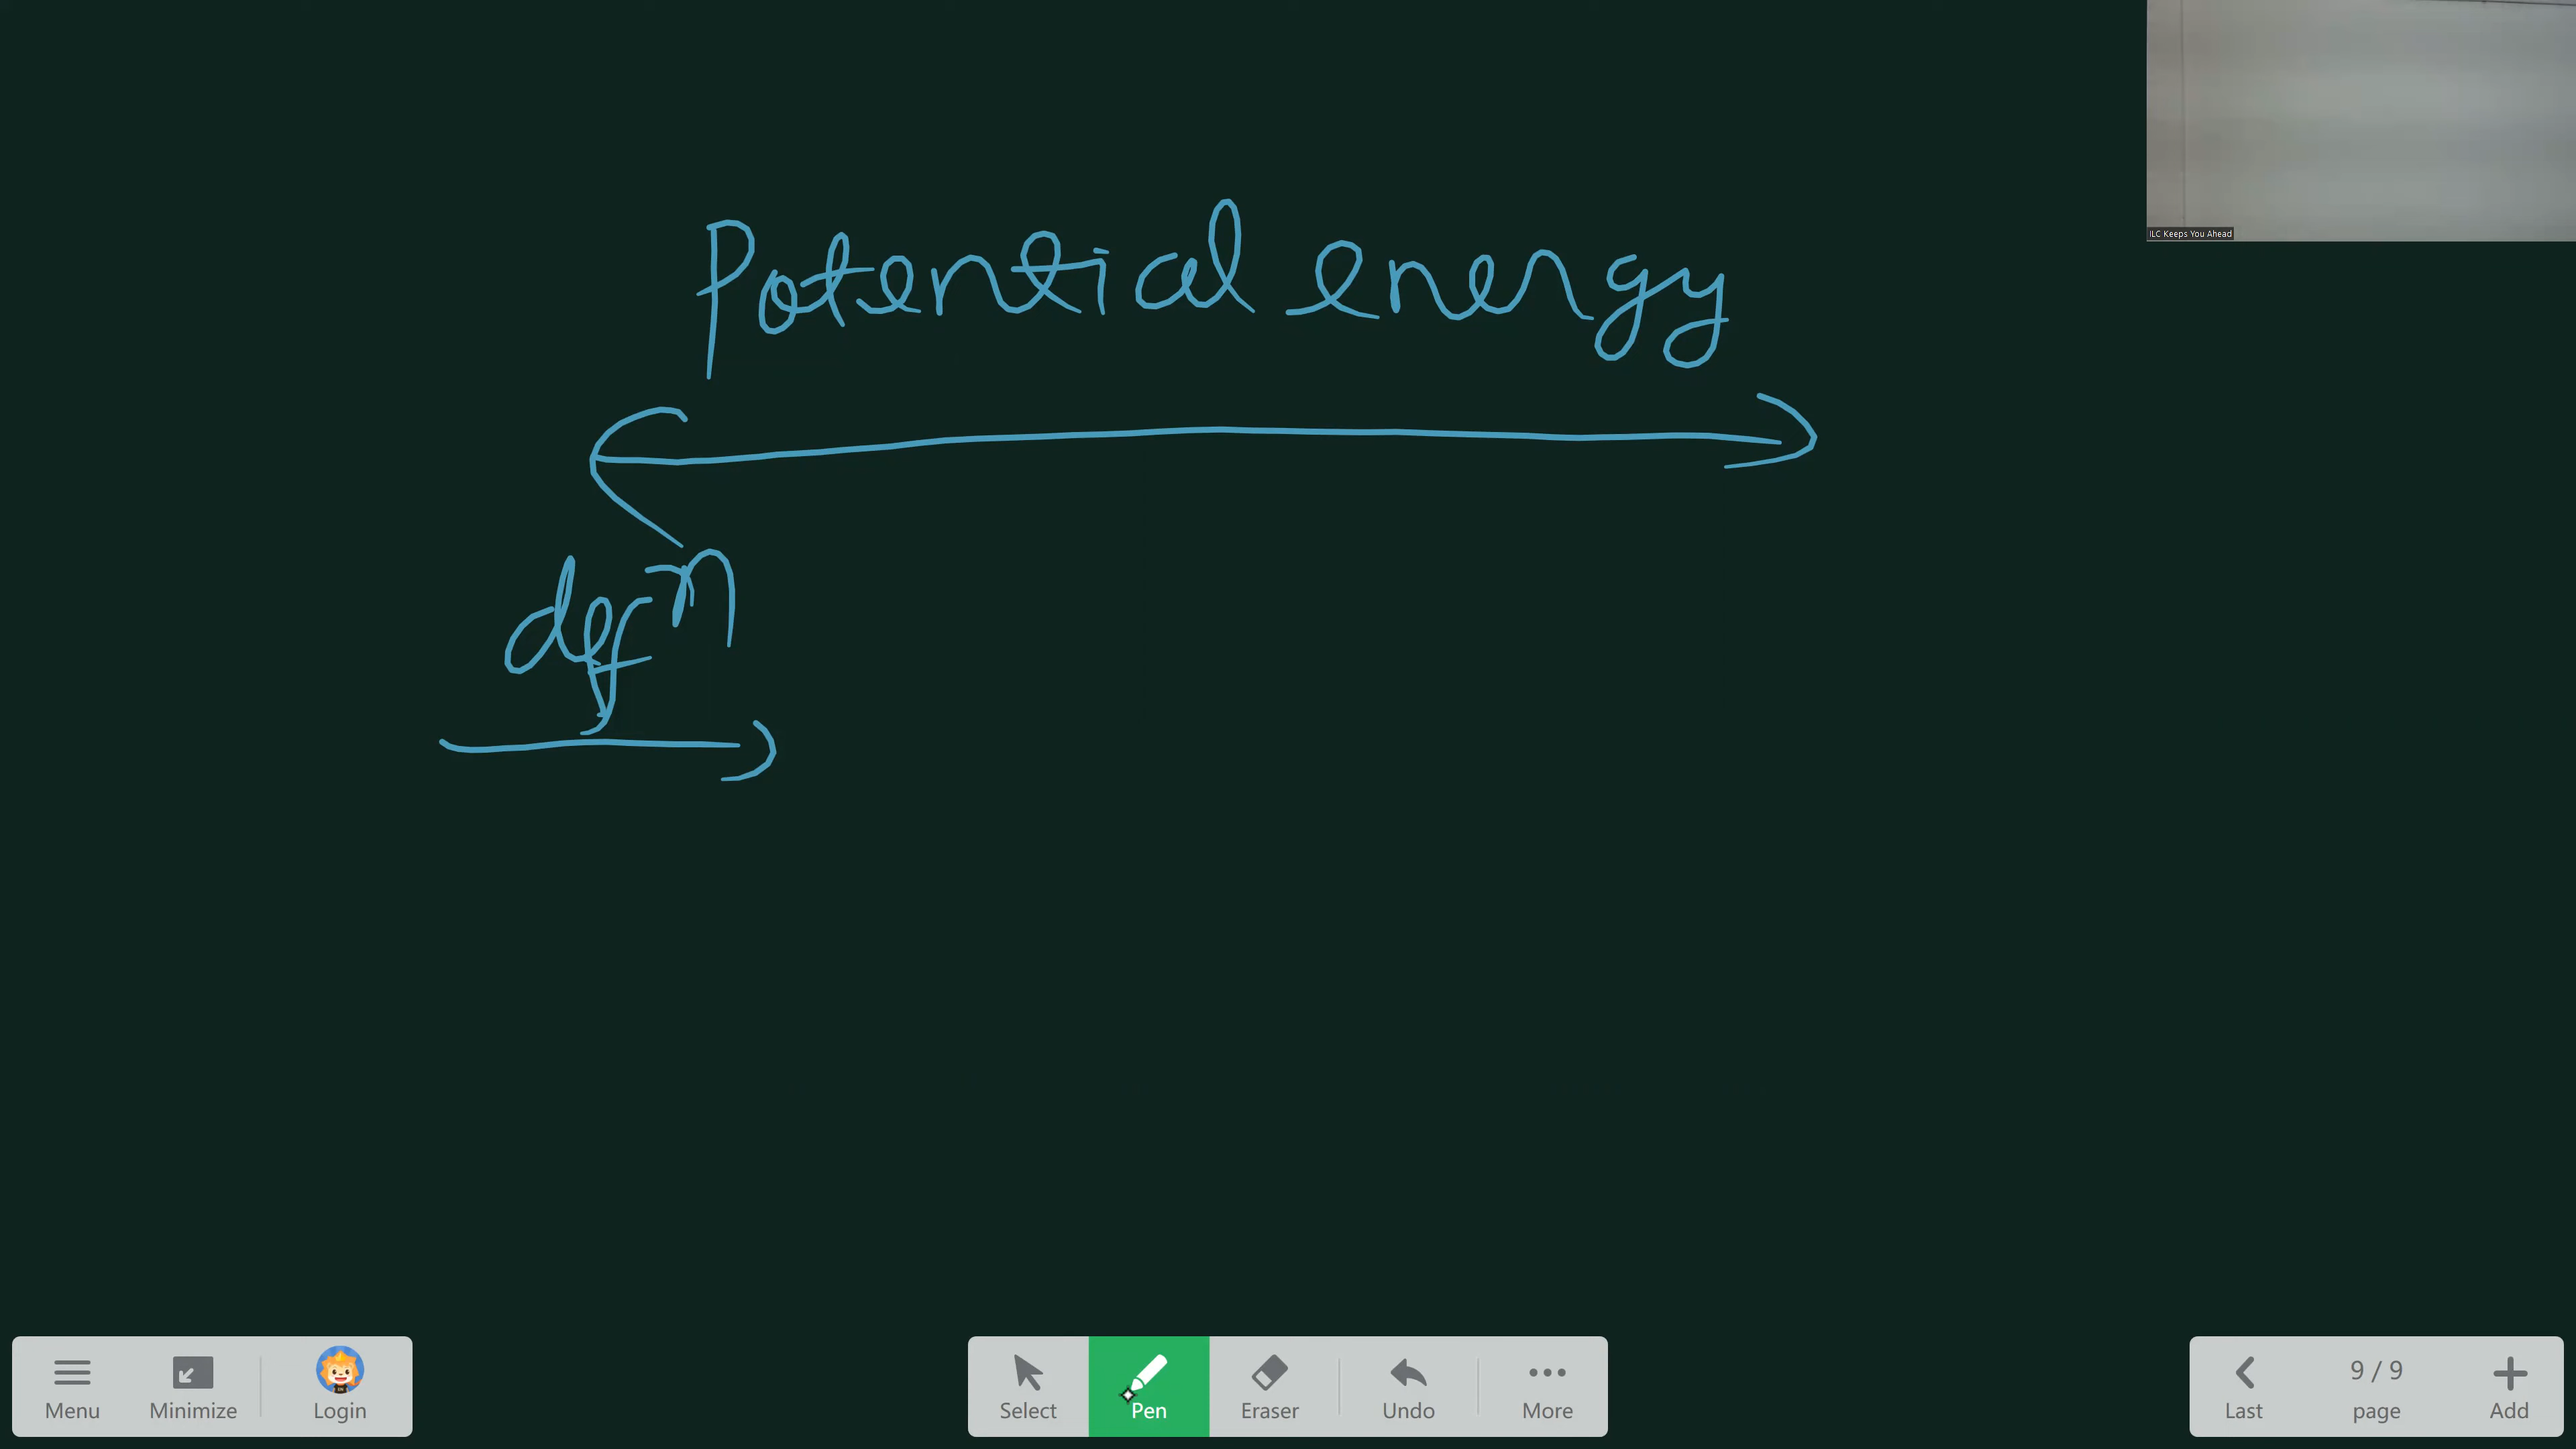 ILC Keeps You Ahead
Potential energy
defⁿ
Menu Minimize Login Select Pen Eraser Undo More Last 9 / 9 page Add